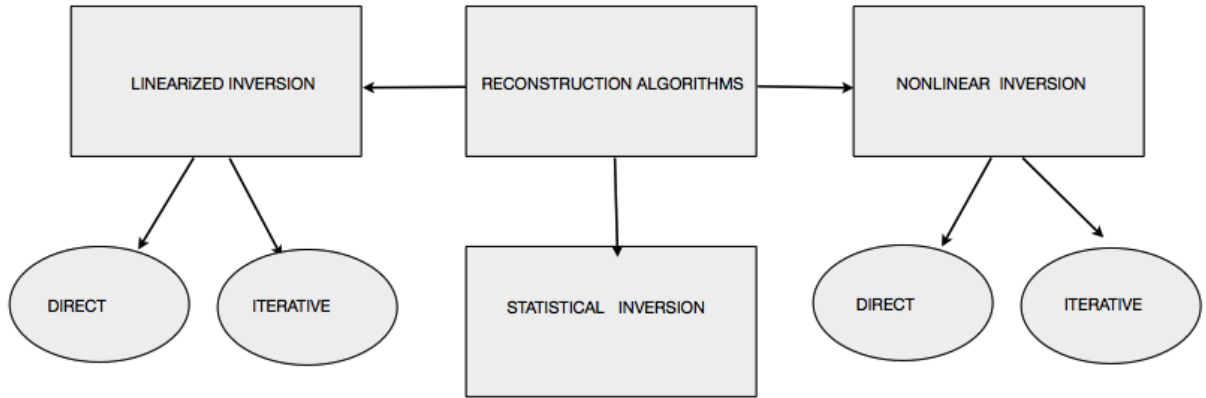 LINEARiZED INVERSION
RECONSTRUCTION ALGORITHMS
NONLINEAR INVERSION
DIRECT
ITERATIVE
STATISTICAL INVERSION
DIRECT
ITERATIVE